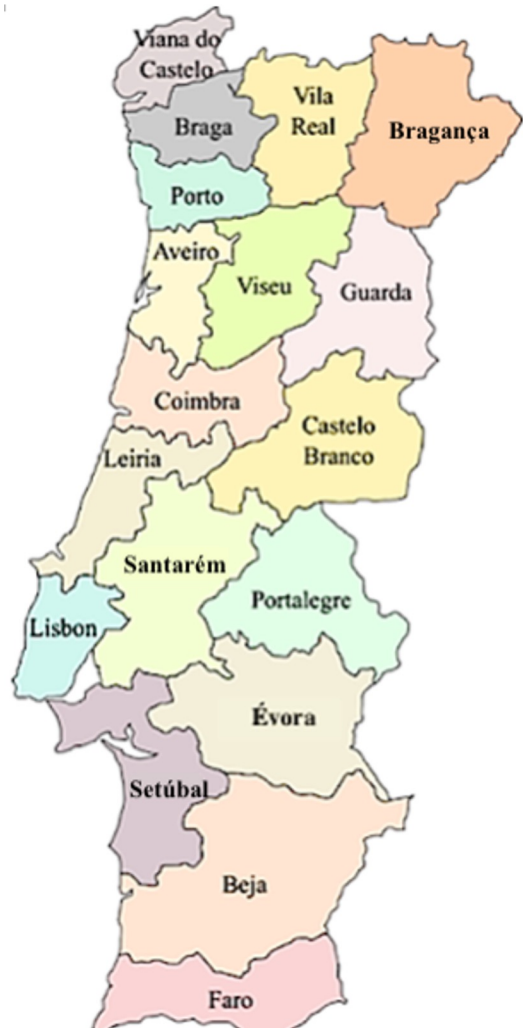 Viana do
Castelo
Vila
Real
Braga
Bragança
Porto
Aveiro
Viseu
Guarda
Coimbra
Castelo
Branco
Leiria
Santarém
Portalegre
Lisbon
Évora
Setúbal
Beja
Faro